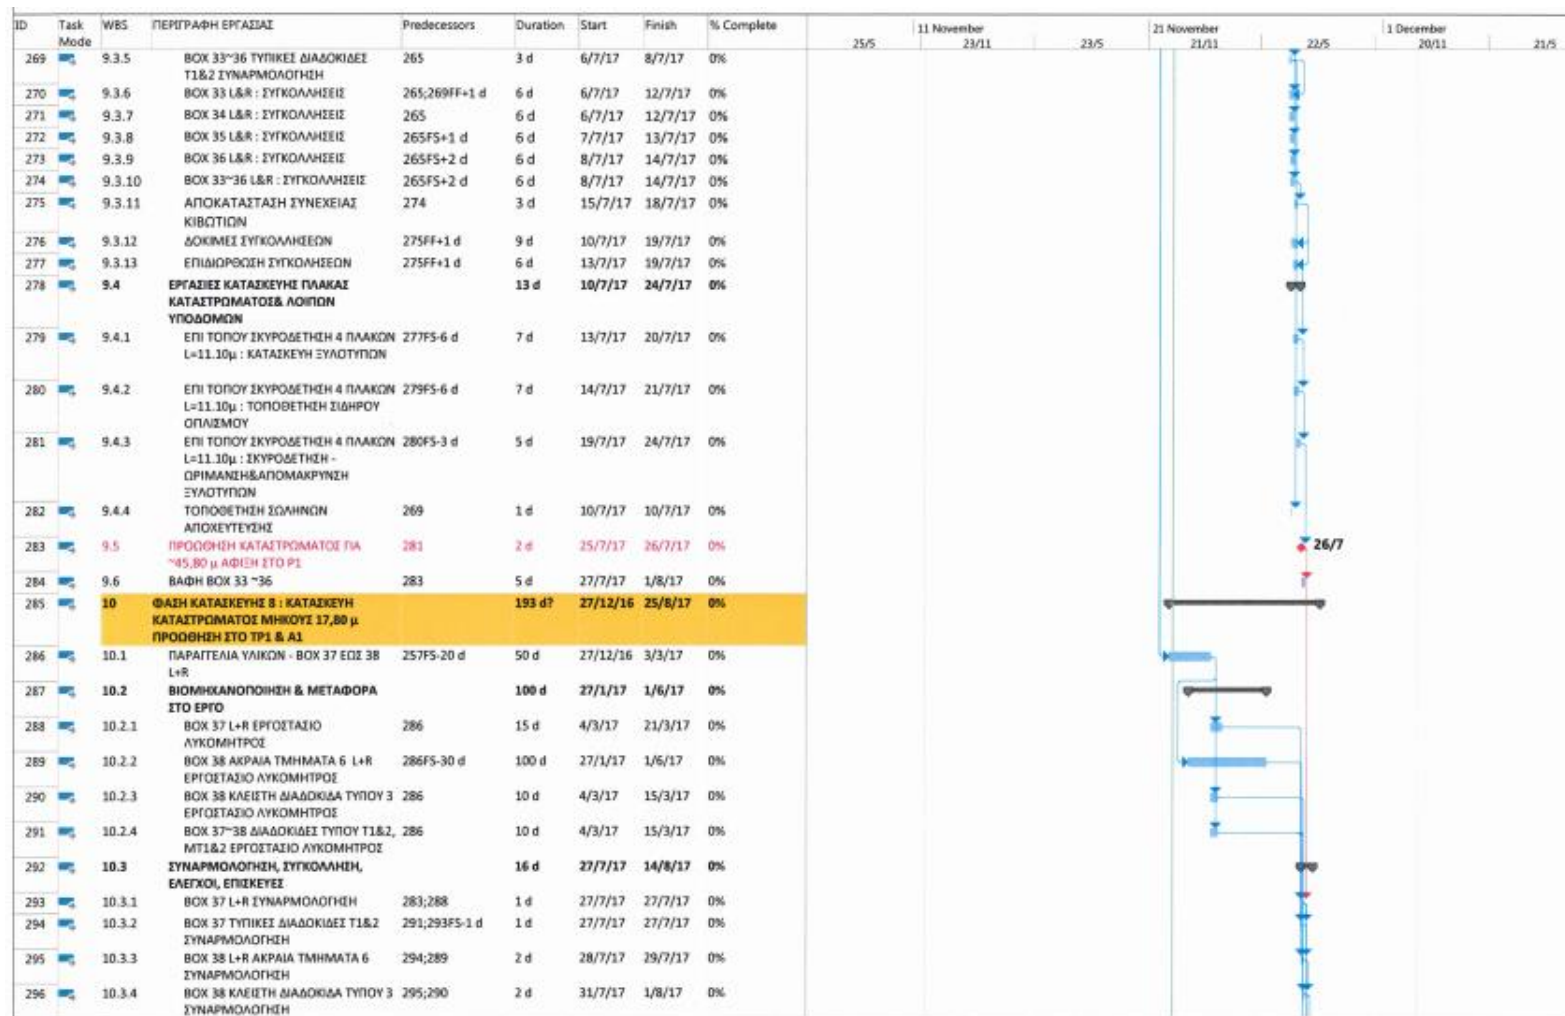 ID Task WBS ΠΕΡΙΓΡΑΦΗ ΕΡΓΑΣΙΑΣ Predecessors Duration Start Finish % Complete 11 November 21 November 1 December
Mode 25/5 23/11 23/5 21/11 22/5 20/11 21/5
269 9.3.5 BOX 33~36 ΤΥΠΙΚΕΣ ΔΙΑΔΟΚΙΔΕΣ 265 3 d 6/7/17 8/7/17 0%
T1&2 ΣΥΝΑΡΜΟΛΟΓΗΣΗ
270 9.3.6 BOX 33 L&R : ΣΥΓΚΟΛΛΗΣΕΙΣ 265;269FF+1 d 6 d 6/7/17 12/7/17 0%
271 9.3.7 BOX 34 L&R : ΣΥΓΚΟΛΛΗΣΕΙΣ 265 6 d 6/7/17 12/7/17 0%
272 9.3.8 BOX 35 L&R : ΣΥΓΚΟΛΛΗΣΕΙΣ 265FS+1 d 6 d 7/7/17 13/7/17 0%
273 9.3.9 BOX 36 L&R : ΣΥΓΚΟΛΛΗΣΕΙΣ 265FS+2 d 6 d 8/7/17 14/7/17 0%
274 9.3.10 BOX 33~36 L&R : ΣΥΓΚΟΛΛΗΣΕΙΣ 265FS+2 d 6 d 8/7/17 14/7/17 0%
275 9.3.11 ΑΠΟΚΑΤΑΣΤΑΣΗ ΣΥΝΕΧΕΙΑΣ 274 3 d 15/7/17 18/7/17 0%
ΚΙΒΩΤΙΩΝ
276 9.3.12 ΔΟΚΙΜΕΣ ΣΥΓΚΟΛΛΗΣΕΩΝ 275FF+1 d 9 d 10/7/17 19/7/17 0%
277 9.3.13 ΕΠΙΔΙΟΡΘΩΣΗ ΣΥΓΚΟΛΗΣΕΩΝ 275FF+1 d 6 d 13/7/17 19/7/17 0%
278 9.4 ΕΡΓΑΣΙΕΣ ΚΑΤΑΣΚΕΥΗΣ ΠΛΑΚΑΣ 13 d 10/7/17 24/7/17 0%
ΚΑΤΑΣΤΡΩΜΑΤΟΣ& ΛΟΙΠΩΝ
ΥΠΟΔΟΜΩΝ
279 9.4.1 ΕΠΙ ΤΟΠΟΥ ΣΚΥΡΟΔΕΤΗΣΗ 4 ΠΛΑΚΩΝ 277FS-6 d 7 d 13/7/17 20/7/17 0%
L=11.10μ : ΚΑΤΑΣΚΕΥΗ ΞΥΛΟΤΥΠΩΝ
280 9.4.2 ΕΠΙ ΤΟΠΟΥ ΣΚΥΡΟΔΕΤΗΣΗ 4 ΠΛΑΚΩΝ 279FS-6 d 7 d 14/7/17 21/7/17 0%
L=11.10μ : ΤΟΠΟΘΕΤΗΣΗ ΣΙΔΗΡΟΥ
ΟΠΛΙΣΜΟΥ
281 9.4.3 ΕΠΙ ΤΟΠΟΥ ΣΚΥΡΟΔΕΤΗΣΗ 4 ΠΛΑΚΩΝ 280FS-3 d 5 d 19/7/17 24/7/17 0%
L=11.10μ : ΣΚΥΡΟΔΕΤΗΣΗ -
ΩΡΙΜΑΝΣΗ&ΑΠΟΜΑΚΡΥΝΣΗ
ΞΥΛΟΤΥΠΩΝ
282 9.4.4 ΤΟΠΟΘΕΤΗΣΗ ΣΩΛΗΝΩΝ 269 1 d 10/7/17 10/7/17 0%
ΑΠΟΧΕΥΤΕΥΣΗΣ
283 9.5 ΠΡΟΩΘΗΣΗ ΚΑΤΑΣΤΡΩΜΑΤΟΣ ΓΙΑ 281 2 d 25/7/17 26/7/17 0% 26/7
~45,80 μ ΑΦΙΞΗ ΣΤΟ P1
284 9.6 ΒΑΦΗ BOX 33 ~36 283 5 d 27/7/17 1/8/17 0%
285 10 ΦΑΣΗ ΚΑΤΑΣΚΕΥΗΣ 8 : ΚΑΤΑΣΚΕΥΗ 193 d? 27/12/16 25/8/17 0%
ΚΑΤΑΣΤΡΩΜΑΤΟΣ ΜΗΚΟΥΣ 17,80 μ
ΠΡΟΩΘΗΣΗ ΣΤΟ TP1 & A1
286 10.1 ΠΑΡΑΓΓΕΛΙΑ ΥΛΙΚΩΝ - BOX 37 ΕΩΣ 38 257FS-20 d 50 d 27/12/16 3/3/17 0%
L+R
287 10.2 ΒΙΟΜΗΧΑΝΟΠΟΙΗΣΗ & ΜΕΤΑΦΟΡΑ 100 d 27/1/17 1/6/17 0%
ΣΤΟ ΕΡΓΟ
288 10.2.1 BOX 37 L+R ΕΡΓΟΣΤΑΣΙΟ 286 15 d 4/3/17 21/3/17 0%
ΛΥΚΟΜΗΤΡΟΣ
289 10.2.2 BOX 38 ΑΚΡΑΙΑ ΤΜΗΜΑΤΑ 6 L+R 286FS-30 d 100 d 27/1/17 1/6/17 0%
ΕΡΓΟΣΤΑΣΙΟ ΛΥΚΟΜΗΤΡΟΣ
290 10.2.3 BOX 38 ΚΛΕΙΣΤΗ ΔΙΑΔΟΚΙΔΑ ΤΥΠΟΥ 3 286 10 d 4/3/17 15/3/17 0%
ΕΡΓΟΣΤΑΣΙΟ ΛΥΚΟΜΗΤΡΟΣ
291 10.2.4 BOX 37~38 ΔΙΑΔΟΚΙΔΕΣ ΤΥΠΟΥ T1&2, 286 10 d 4/3/17 15/3/17 0%
MT1&2 ΕΡΓΟΣΤΑΣΙΟ ΛΥΚΟΜΗΤΡΟΣ
292 10.3 ΣΥΝΑΡΜΟΛΟΓΗΣΗ, ΣΥΓΚΟΛΛΗΣΗ, 16 d 27/7/17 14/8/17 0%
ΕΛΕΓΧΟΙ, ΕΠΙΣΚΕΥΕΣ
293 10.3.1 BOX 37 L+R ΣΥΝΑΡΜΟΛΟΓΗΣΗ 283;288 1 d 27/7/17 27/7/17 0%
294 10.3.2 BOX 37 ΤΥΠΙΚΕΣ ΔΙΑΔΟΚΙΔΕΣ T1&2 291;293FS-1 d 1 d 27/7/17 27/7/17 0%
ΣΥΝΑΡΜΟΛΟΓΗΣΗ
295 10.3.3 BOX 38 L+R ΑΚΡΑΙΑ ΤΜΗΜΑΤΑ 6 294;289 2 d 28/7/17 29/7/17 0%
ΣΥΝΑΡΜΟΛΟΓΗΣΗ
296 10.3.4 BOX 38 ΚΛΕΙΣΤΗ ΔΙΑΔΟΚΙΔΑ ΤΥΠΟΥ 3 295;290 2 d 31/7/17 1/8/17 0%
ΣΥΝΑΡΜΟΛΟΓΗΣΗ